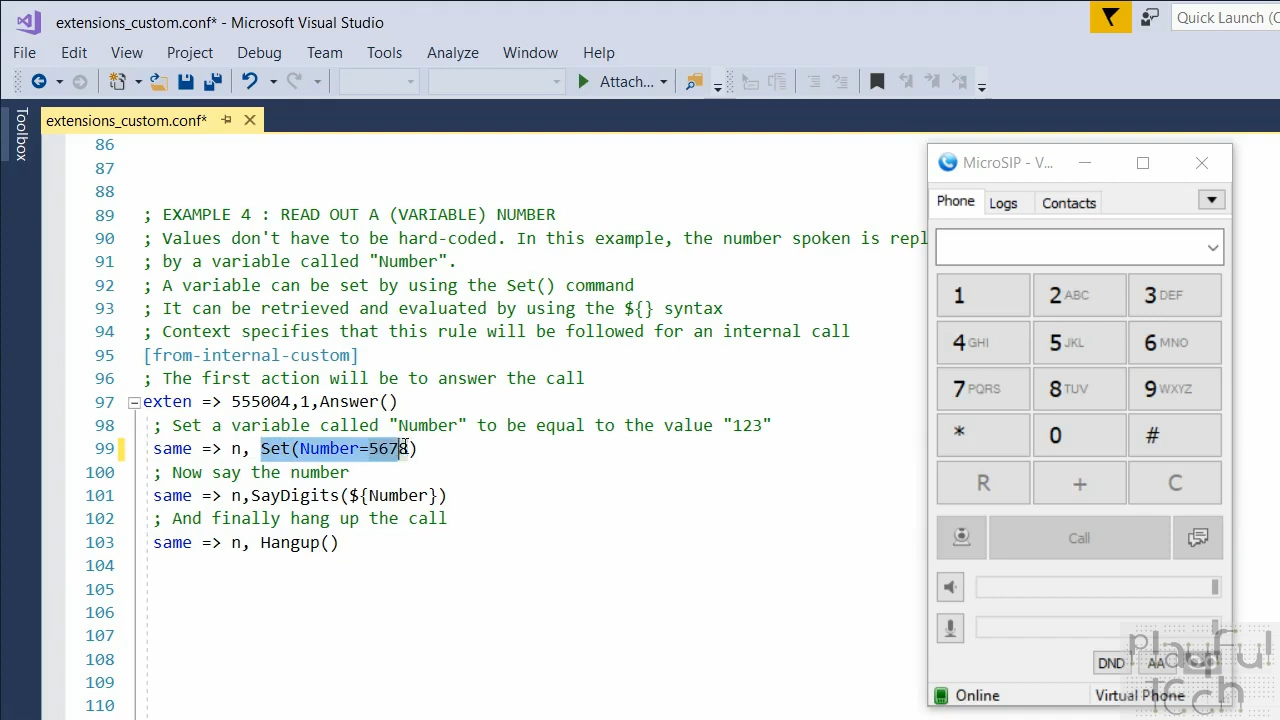 extensions_custom.conf* - Microsoft Visual Studio
Quick Launch (C
File Edit View Project Debug Team Tools Analyze Window Help
Attach...
Toolbox
extensions_custom.conf*
86
87
88
89 ; EXAMPLE 4 : READ OUT A (VARIABLE) NUMBER
90 ; Values don't have to be hard-coded. In this example, the number spoken is repl
91 ; by a variable called "Number".
92 ; A variable can be set by using the Set() command
93 ; It can be retrieved and evaluated by using the ${} syntax
94 ; Context specifies that this rule will be followed for an internal call
95 [from-internal-custom]
96 ; The first action will be to answer the call
97 exten => 555004,1,Answer()
98 ; Set a variable called "Number" to be equal to the value "123"
99 same => n, Set(Number=5678)
100 ; Now say the number
101 same => n,SayDigits(${Number})
102 ; And finally hang up the call
103 same => n, Hangup()
104
105
106
107
108
109
110
MicroSIP - V...
Phone Logs Contacts
1 2 ABC 3 DEF
4 GHI 5 JKL 6 MNO
7 PQRS 8 TUV 9 WXYZ
* 0 #
R + C
Call
DND AA
Online Virtual Phone
playful
tech